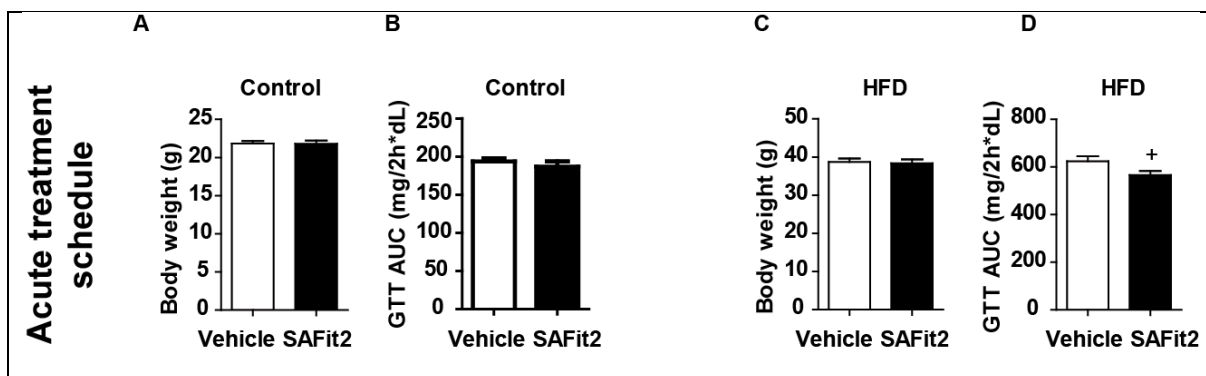 A
B
C
D
Acute treatment
schedule
Control
Body weight (g)
25
20
15
10
5
0
Vehicle SAFit2
Control
GTT AUC (mg/2h*dL)
250
200
150
100
50
0
Vehicle SAFit2
HFD
Body weight (g)
50
40
30
20
10
0
Vehicle SAFit2
HFD
GTT AUC (mg/2h*dL)
800
600
400
200
0
+
Vehicle SAFit2